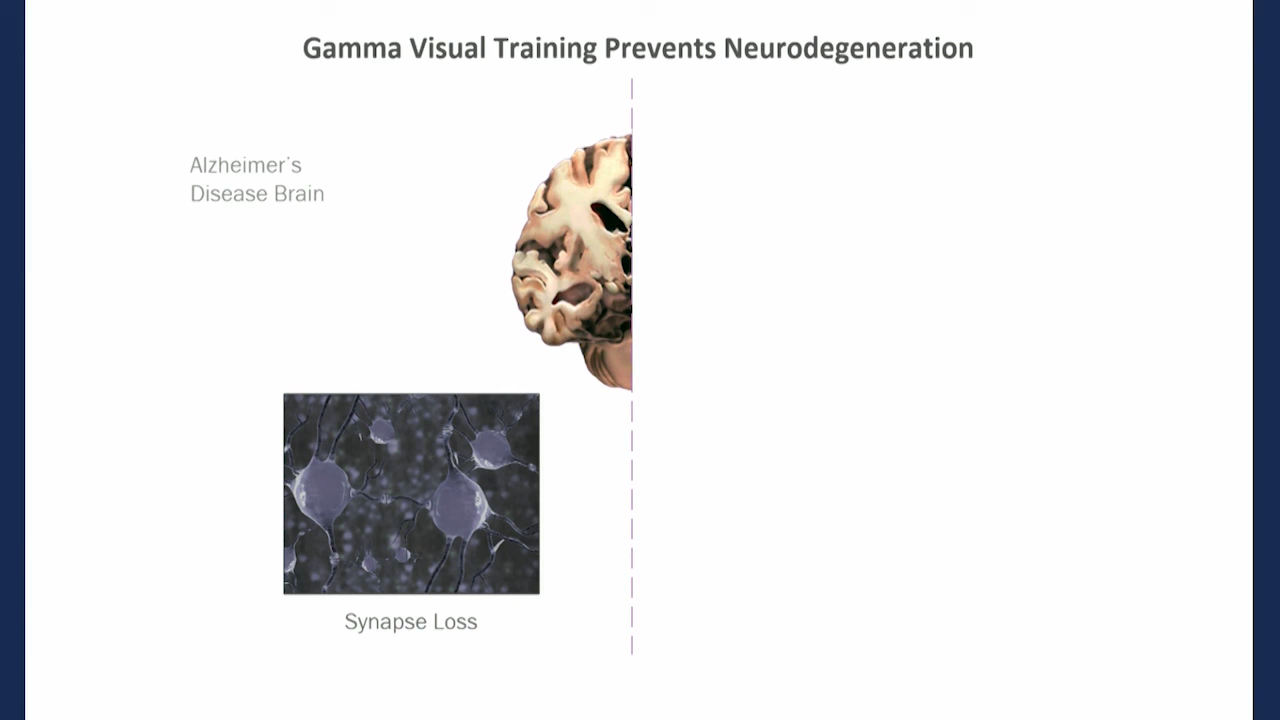 Gamma Visual Training Prevents Neurodegeneration
Alzheimer's
Disease Brain
Synapse Loss